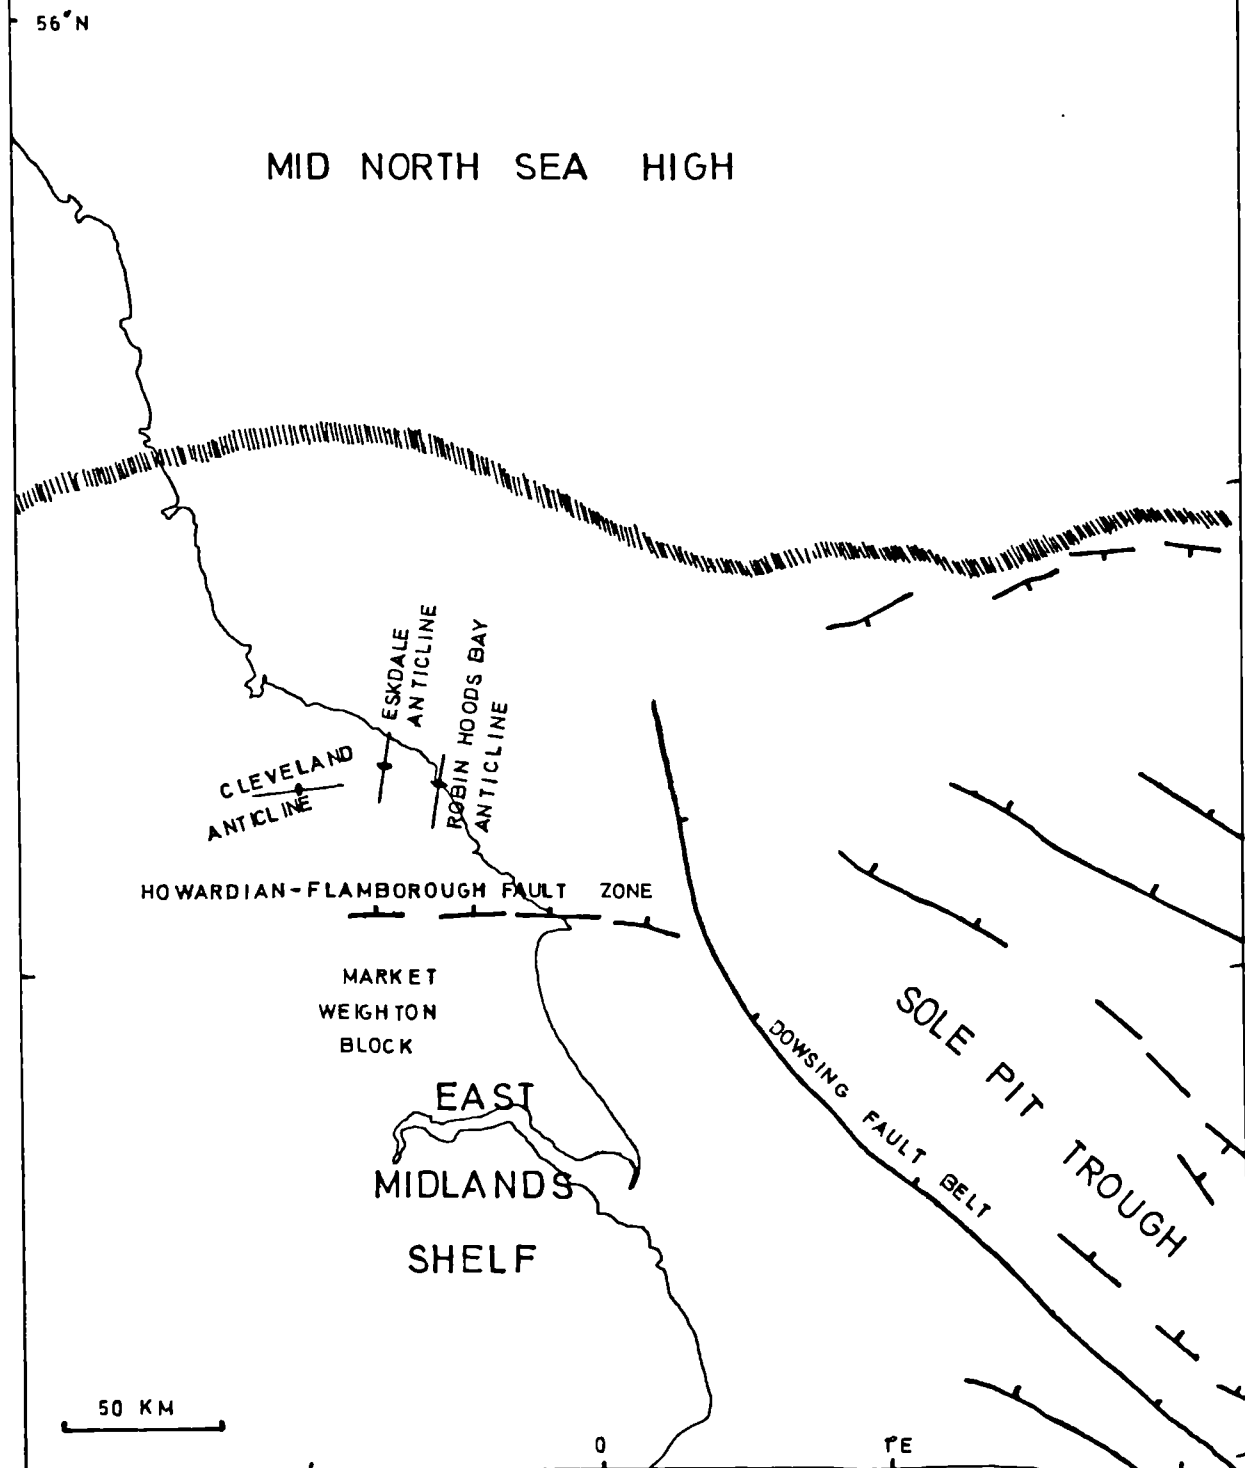 56°N
MID NORTH SEA HIGH
ESKDALE
ANTICLINE
ROBIN HOODS BAY
ANTICLINE
CLEVELAND
ANTICLINE
HOWARDIAN-FLAMBOROUGH FAULT ZONE
MARKET
WEIGHTON
BLOCK
SOLE PIT TROUGH
DOWSING FAULT BELT
EAST
MIDLANDS
SHELF
50 KM
0
1°E